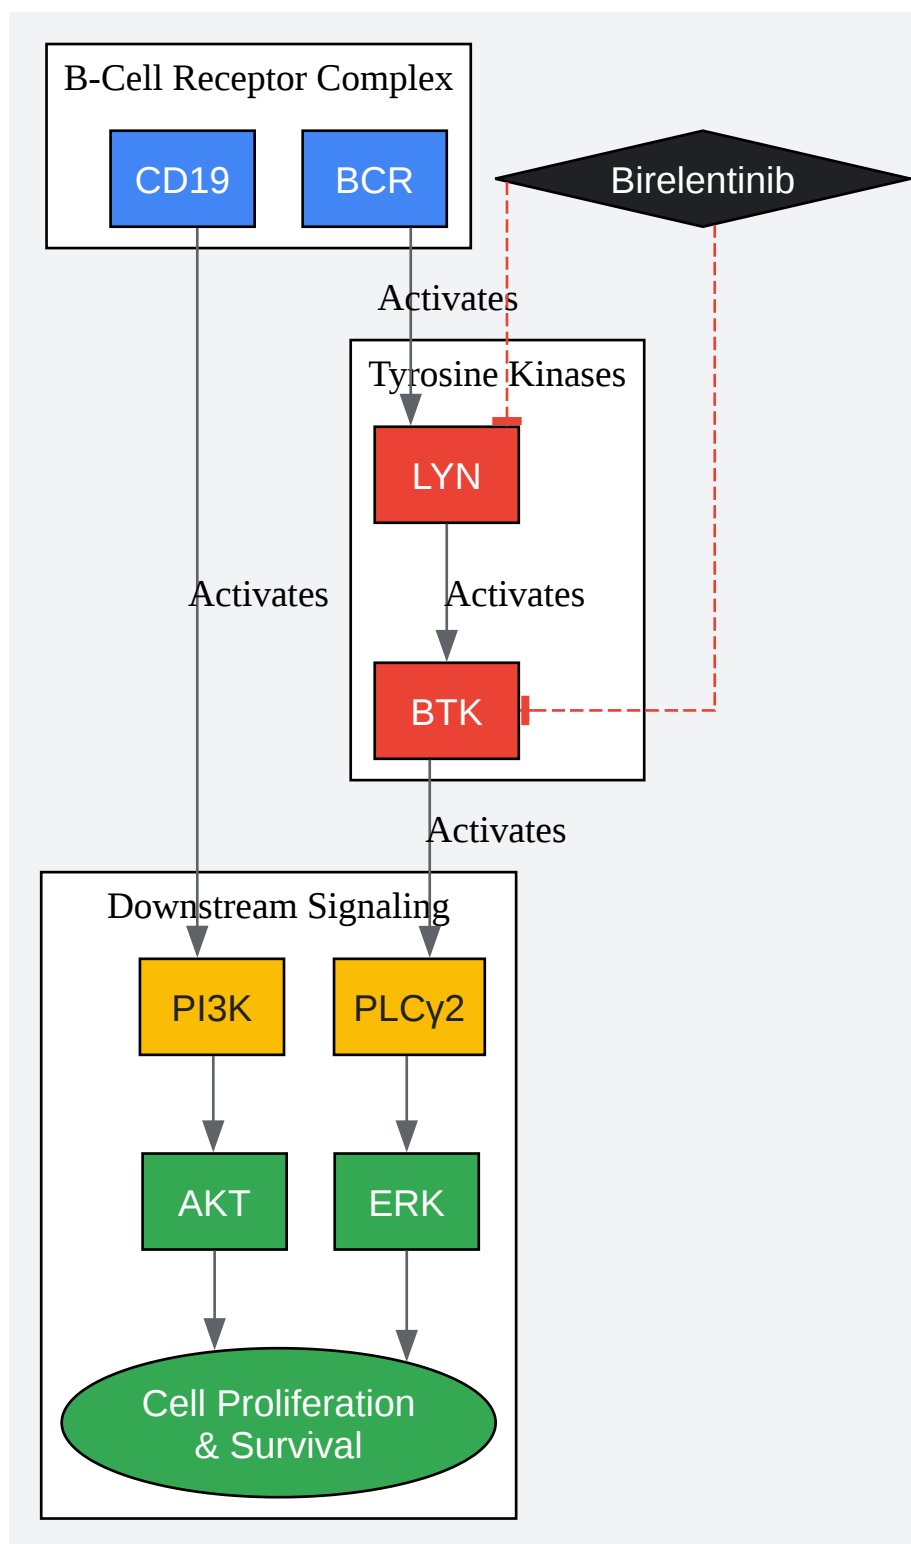 B-Cell Receptor Complex
CD19
BCR
Birelentinib
Activates
Tyrosine Kinases
LYN
Activates
Activates
BTK
Activates
Downstream Signaling
PI3K
PLCγ2
AKT
ERK
Cell Proliferation
& Survival